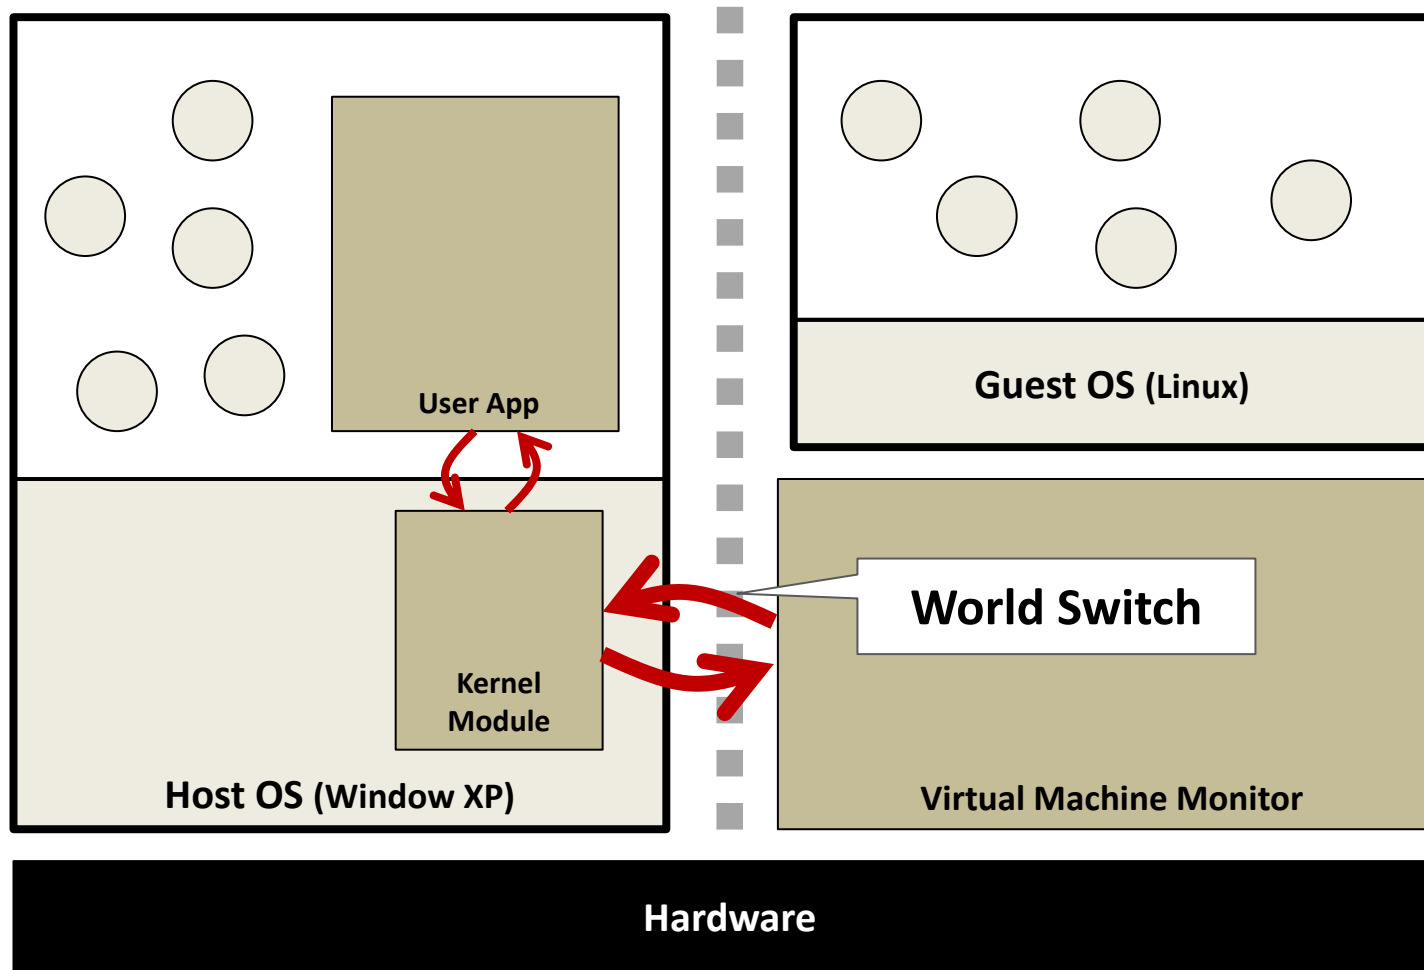 User App
Guest OS (Linux)
World Switch
Kernel
Module
Host OS (Window XP)
Virtual Machine Monitor
Hardware